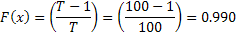 F(x) = ((T − 1)/T) = ((100 − 1)/100) = 0.990